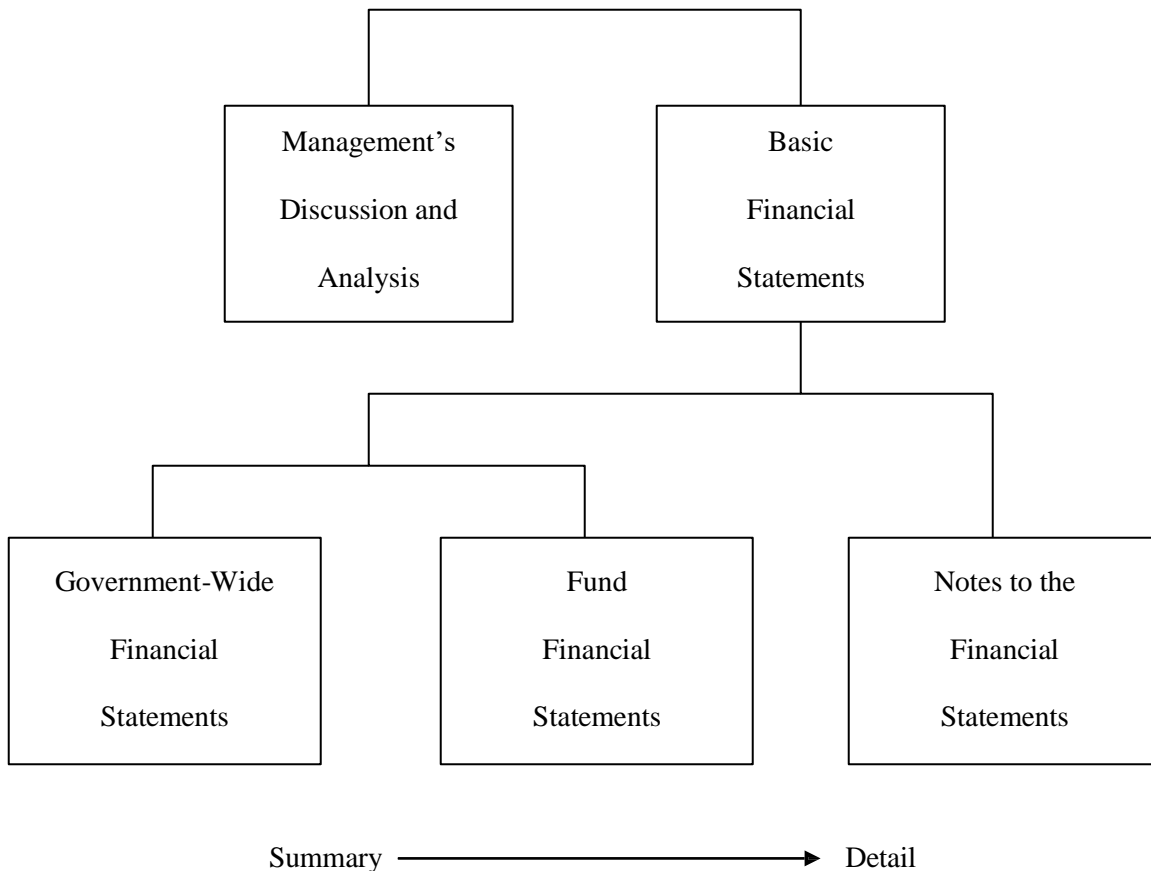 Management’s
Discussion and
Analysis
Basic
Financial
Statements
Government-Wide
Financial
Statements
Fund
Financial
Statements
Notes to the
Financial
Statements
Summary
Detail